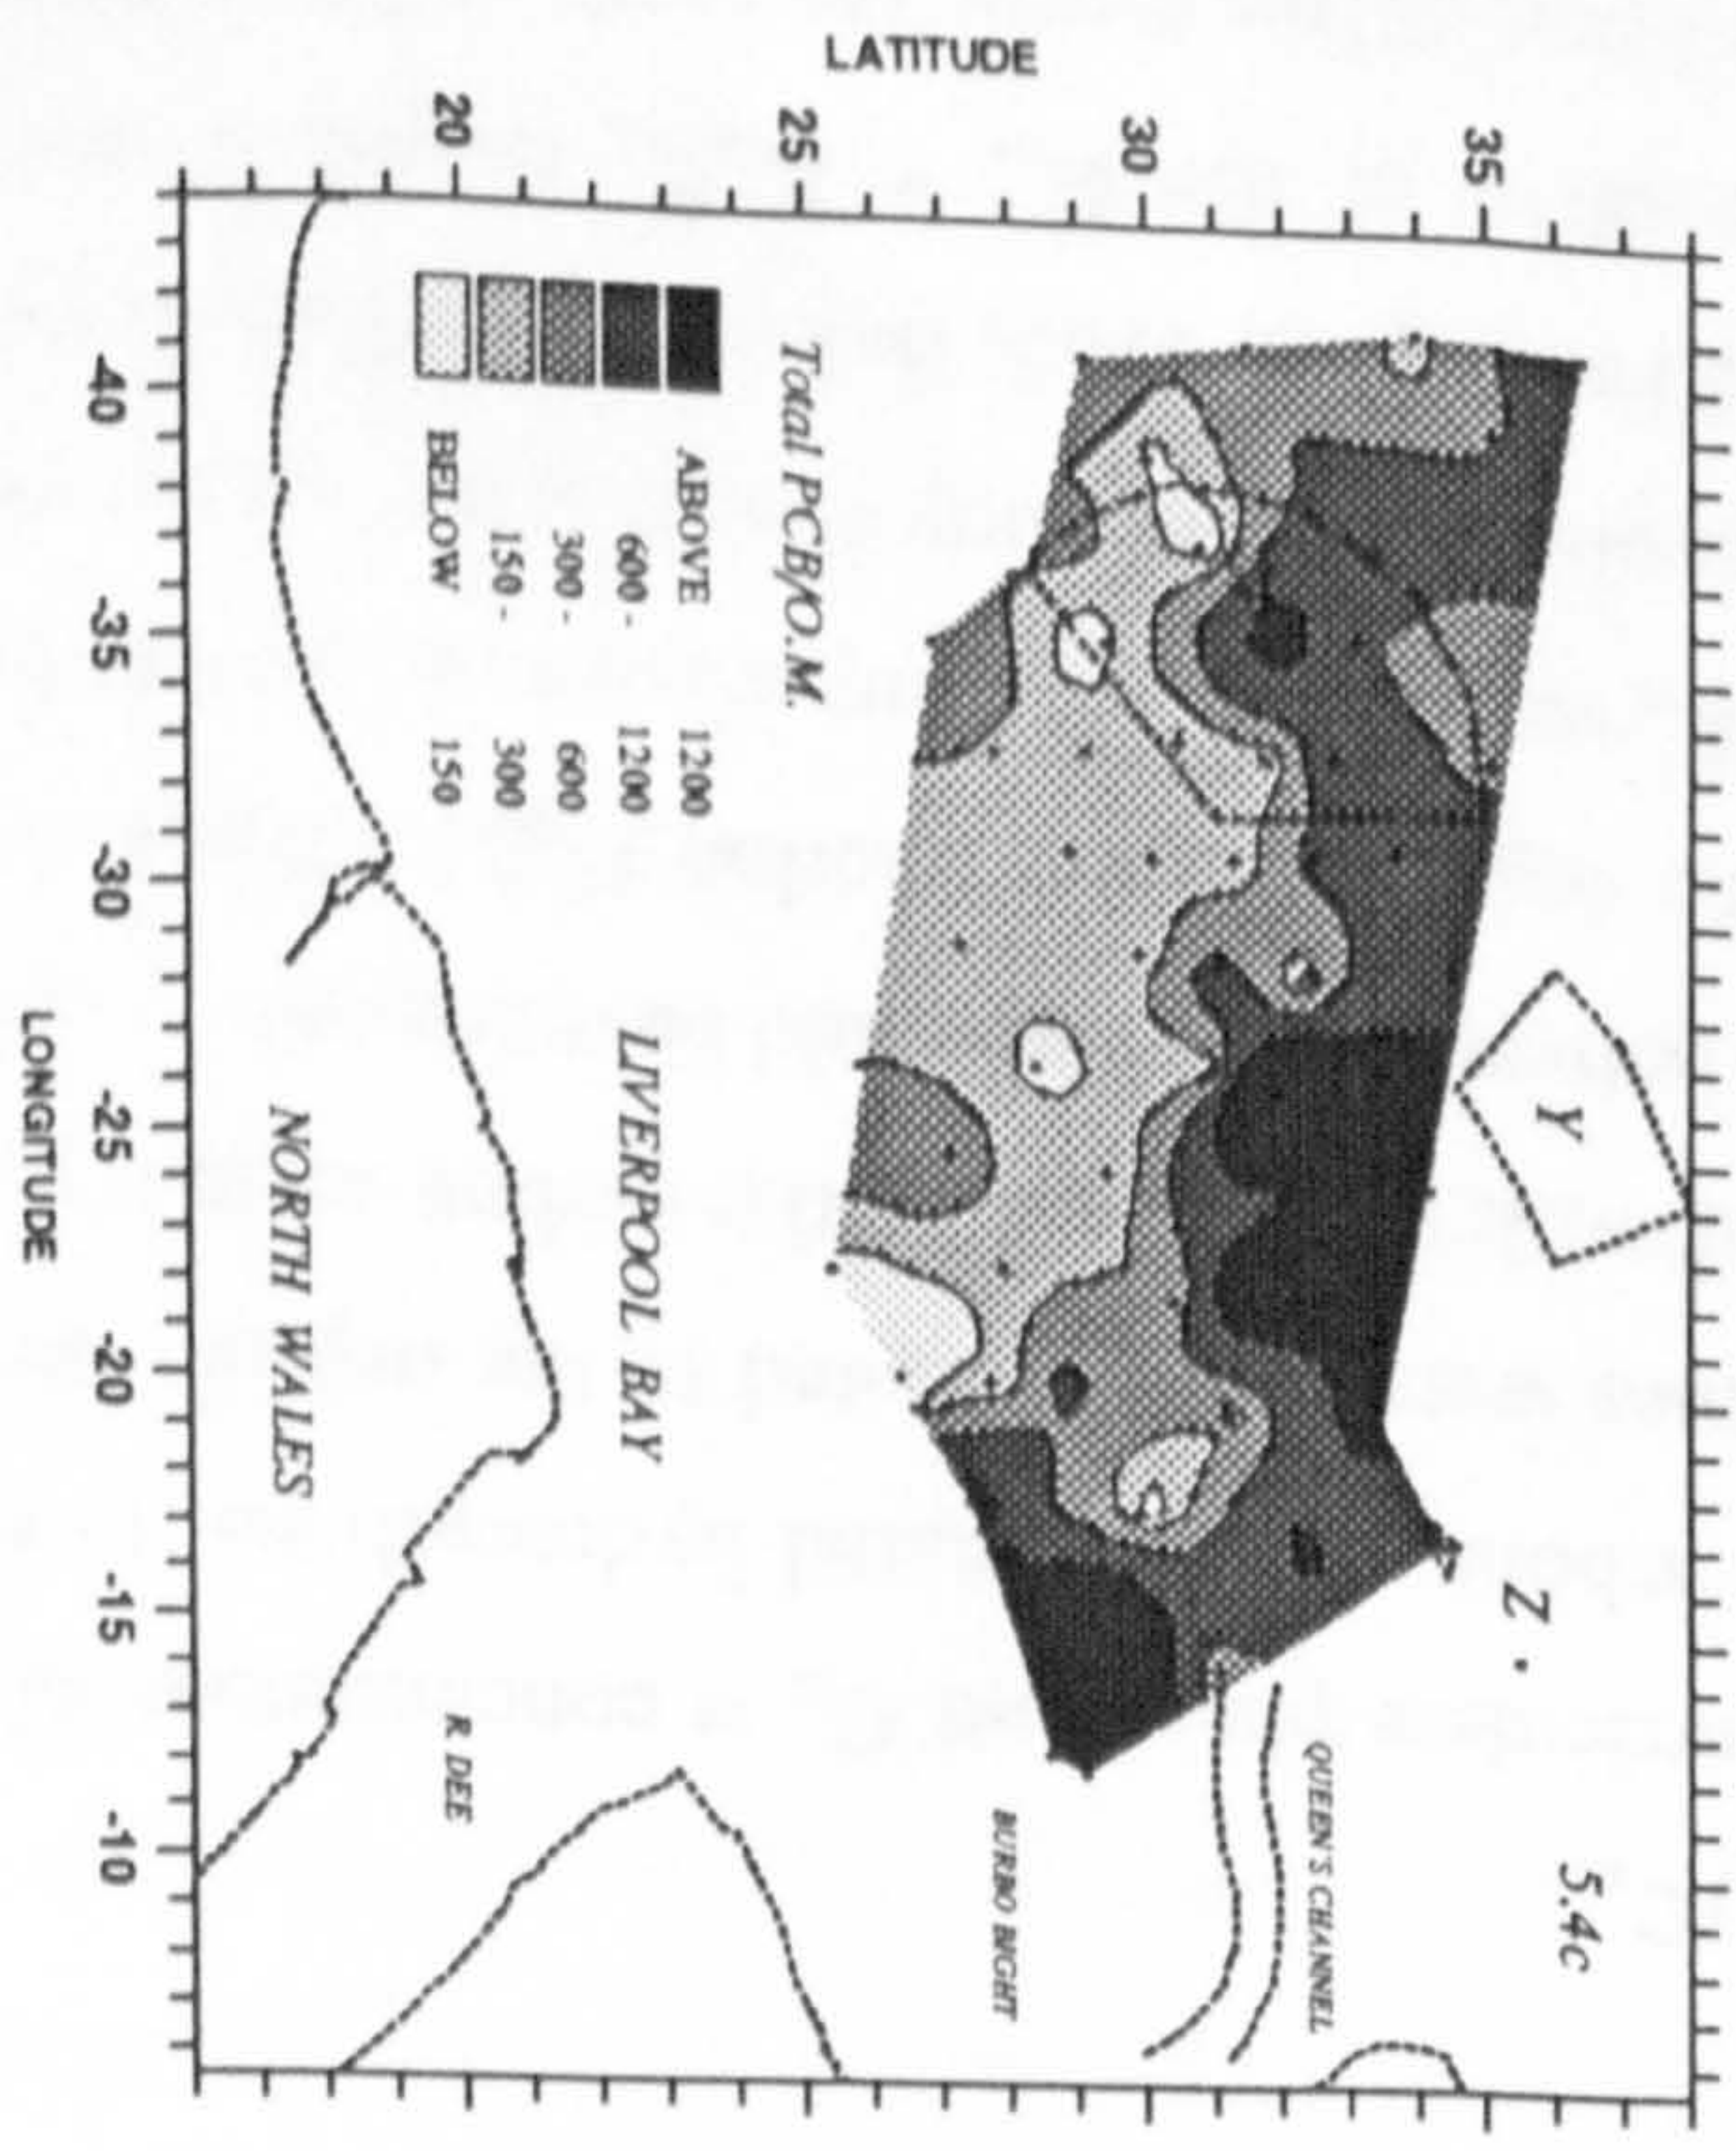 5.4c
Y
Z
QUEEN'S CHANNEL
BURBO BIGHT
Total PCB/O.M.
ABOVE 1200
600 - 1200
300 - 600
150 - 300
BELOW 150
LIVERPOOL BAY
R. DEE
NORTH WALES
LATITUDE
35
30
25
20
-40
-35
-30
-25
-20
-15
-10
LONGITUDE